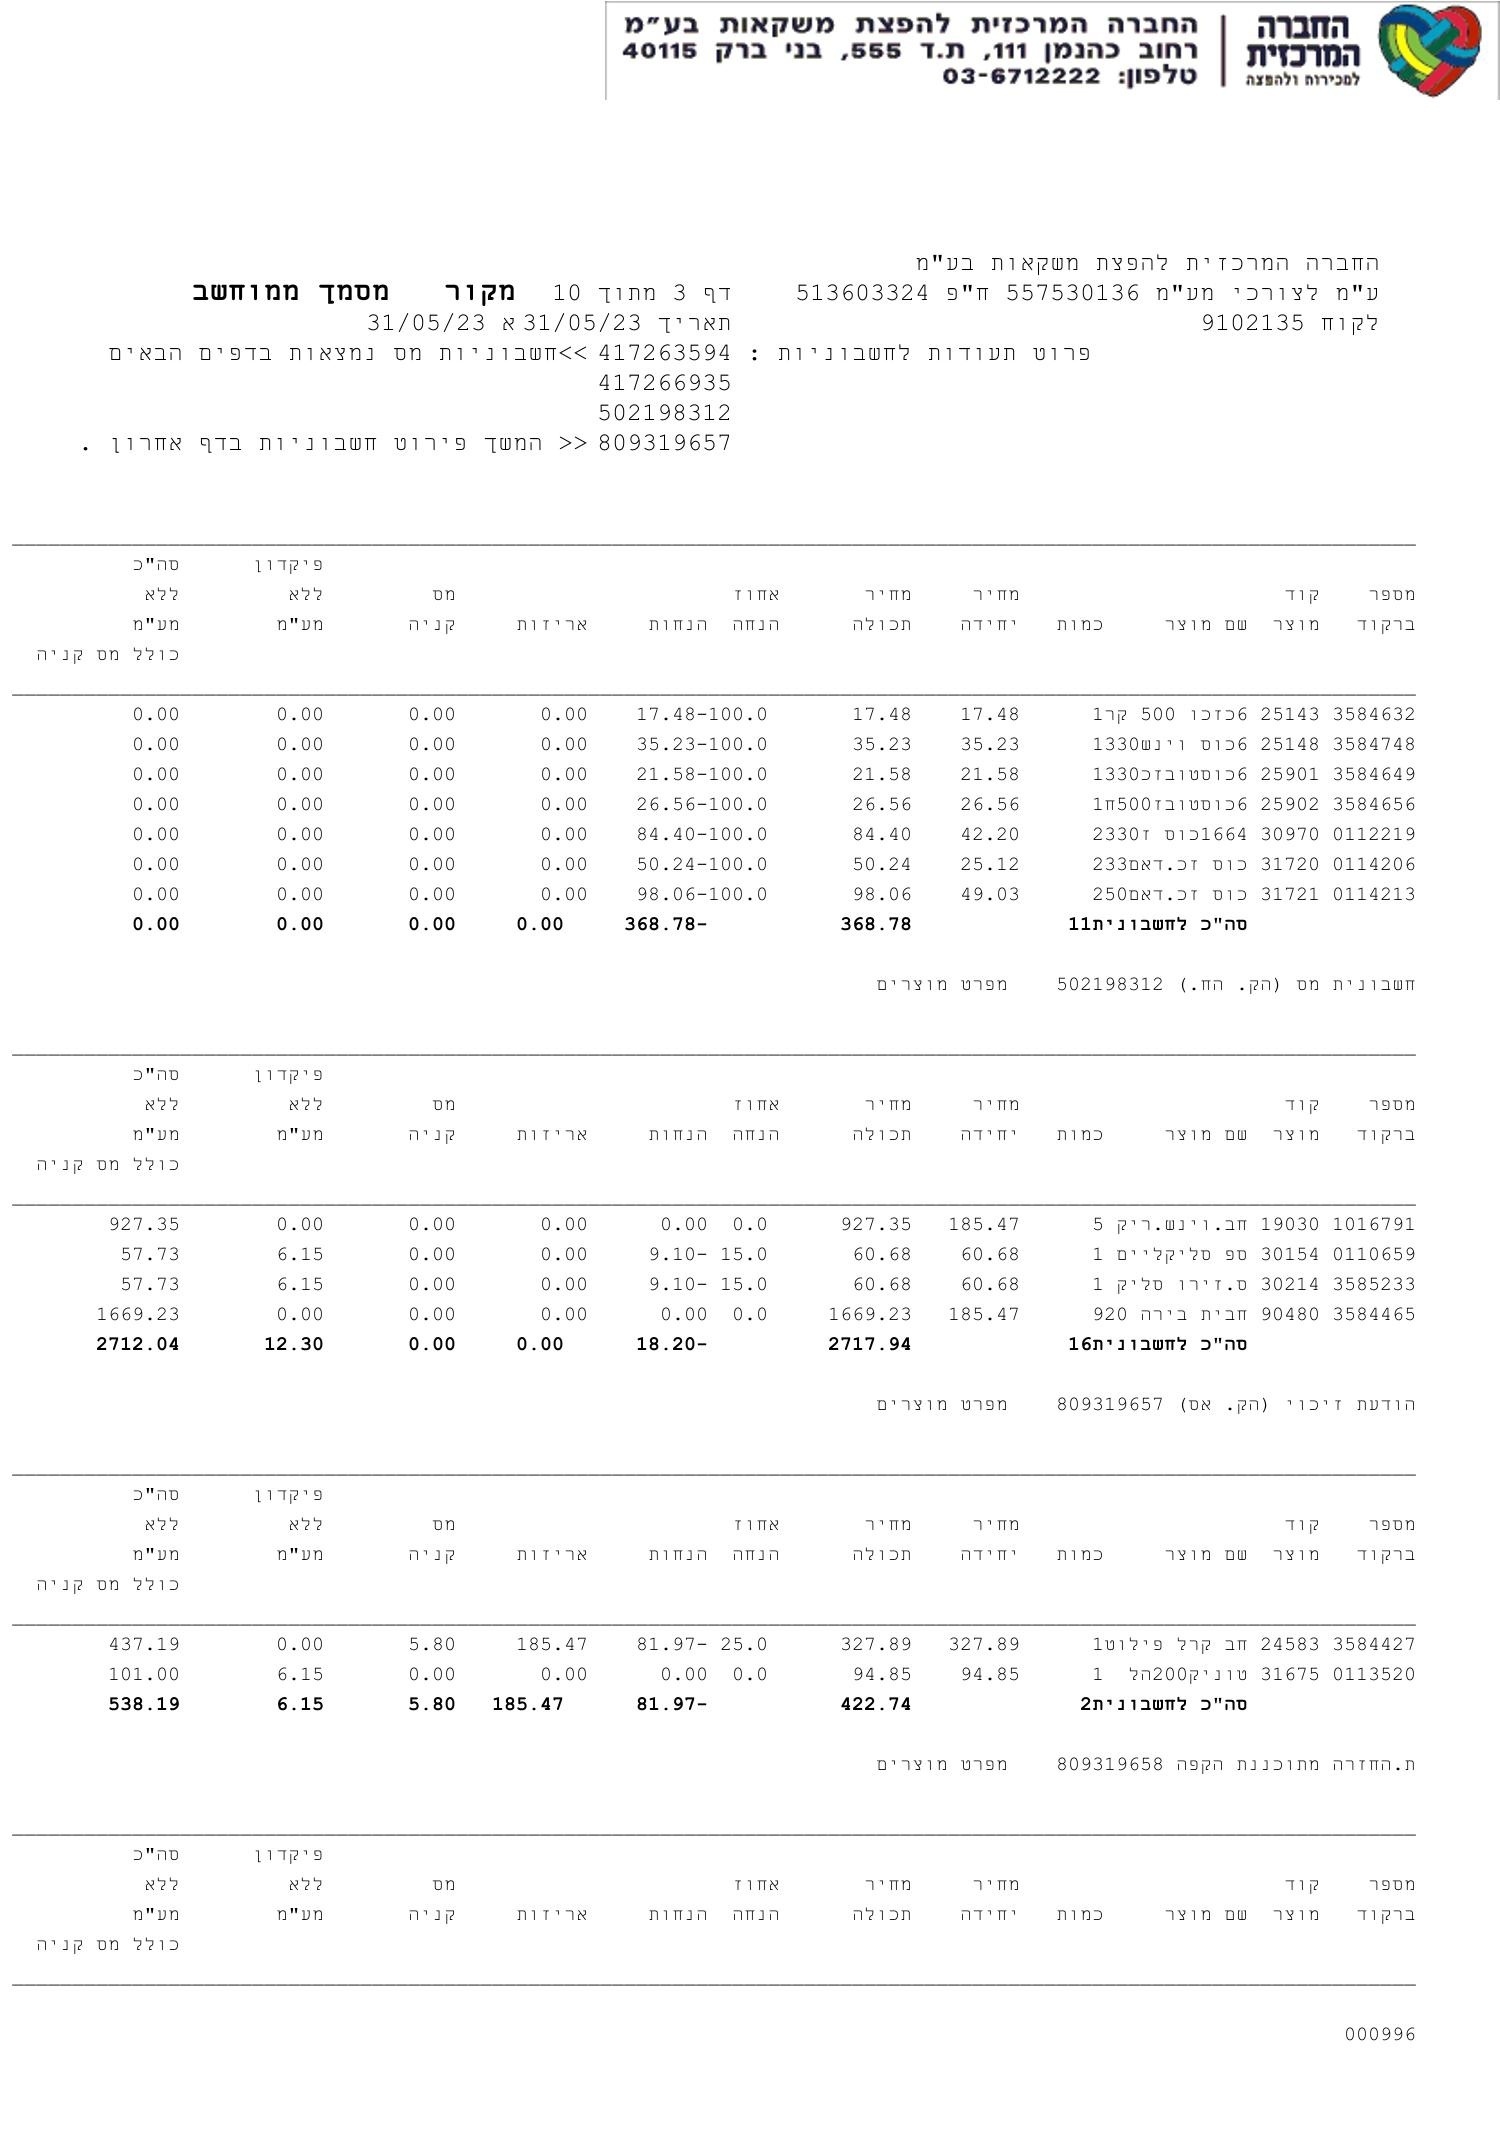 החברה המרכזית למכירות ולהפצה
החברה המרכזית להפצת משקאות בע״מ
רחוב כהנמן 111, ת.ד 555, בני ברק 40115
טלפון: 03-6712222
החברה המרכזית להפצת משקאות בע"מ
ע"מ לצורכי מע"מ 557530136 ח"פ 513603324 דף 3 מתוך 10 מקור מסמך ממוחשב
לקוח 9102135 תאריך 31/05/23 א 31/05/23
פרוט תעודות לחשבוניות : 417263594 >>חשבוניות מס נמצאות בדפים הבאים
417266935
502198312
809319657 >> המשך פירוט חשבוניות בדף אחרון .
פיקדון סה"כ
מספר קוד מחיר מחיר אחוז מס ללא ללא
ברקוד מוצר שם מוצר כמות יחידה תכולה הנחה הנחות אריזות קניה מע"מ מע"מ
כולל מס קניה
3584632 25143 6כזכו 500 קר1 17.48 17.48 100.0-17.48 0.00 0.00 0.00 0.00
3584748 25148 6כוס וינש1330 35.23 35.23 100.0-35.23 0.00 0.00 0.00 0.00
3584649 25901 6כוסטובזכ1330 21.58 21.58 100.0-21.58 0.00 0.00 0.00 0.00
3584656 25902 6כוסטובז500ח1 26.56 26.56 100.0-26.56 0.00 0.00 0.00 0.00
0112219 30970 1664כוס ז2330 42.20 84.40 100.0-84.40 0.00 0.00 0.00 0.00
0114206 31720 כוס זכ.דאם233 25.12 50.24 100.0-50.24 0.00 0.00 0.00 0.00
0114213 31721 כוס זכ.דאם250 49.03 98.06 100.0-98.06 0.00 0.00 0.00 0.00
סה"כ לחשבונית11 368.78 368.78- 0.00 0.00 0.00 0.00
חשבונית מס (הק. הח.) 502198312 מפרט מוצרים
פיקדון סה"כ
מספר קוד מחיר מחיר אחוז מס ללא ללא
ברקוד מוצר שם מוצר כמות יחידה תכולה הנחה הנחות אריזות קניה מע"מ מע"מ
כולל מס קניה
1016791 19030 חב.וינש.ריק 5 185.47 927.35 0.0 0.00 0.00 0.00 0.00 927.35
0110659 30154 ספ סליקליים 1 60.68 60.68 15.0 9.10- 0.00 0.00 6.15 57.73
3585233 30214 ס.זירו סליק 1 60.68 60.68 15.0 9.10- 0.00 0.00 6.15 57.73
3584465 90480 חבית בירה 920 185.47 1669.23 0.0 0.00 0.00 0.00 0.00 1669.23
סה"כ לחשבונית16 2717.94 18.20- 0.00 0.00 12.30 2712.04
הודעת זיכוי (הק. אס) 809319657 מפרט מוצרים
פיקדון סה"כ
מספר קוד מחיר מחיר אחוז מס ללא ללא
ברקוד מוצר שם מוצר כמות יחידה תכולה הנחה הנחות אריזות קניה מע"מ מע"מ
כולל מס קניה
3584427 24583 חב קרל פילוט1 327.89 327.89 25.0 81.97- 185.47 5.80 0.00 437.19
0113520 31675 טוניק200הל 1 94.85 94.85 0.0 0.00 0.00 0.00 6.15 101.00
סה"כ לחשבונית2 422.74 81.97- 185.47 5.80 6.15 538.19
ת.החזרה מתוכננת הקפה 809319658 מפרט מוצרים
פיקדון סה"כ
מספר קוד מחיר מחיר אחוז מס ללא ללא
ברקוד מוצר שם מוצר כמות יחידה תכולה הנחה הנחות אריזות קניה מע"מ מע"מ
כולל מס קניה
000996